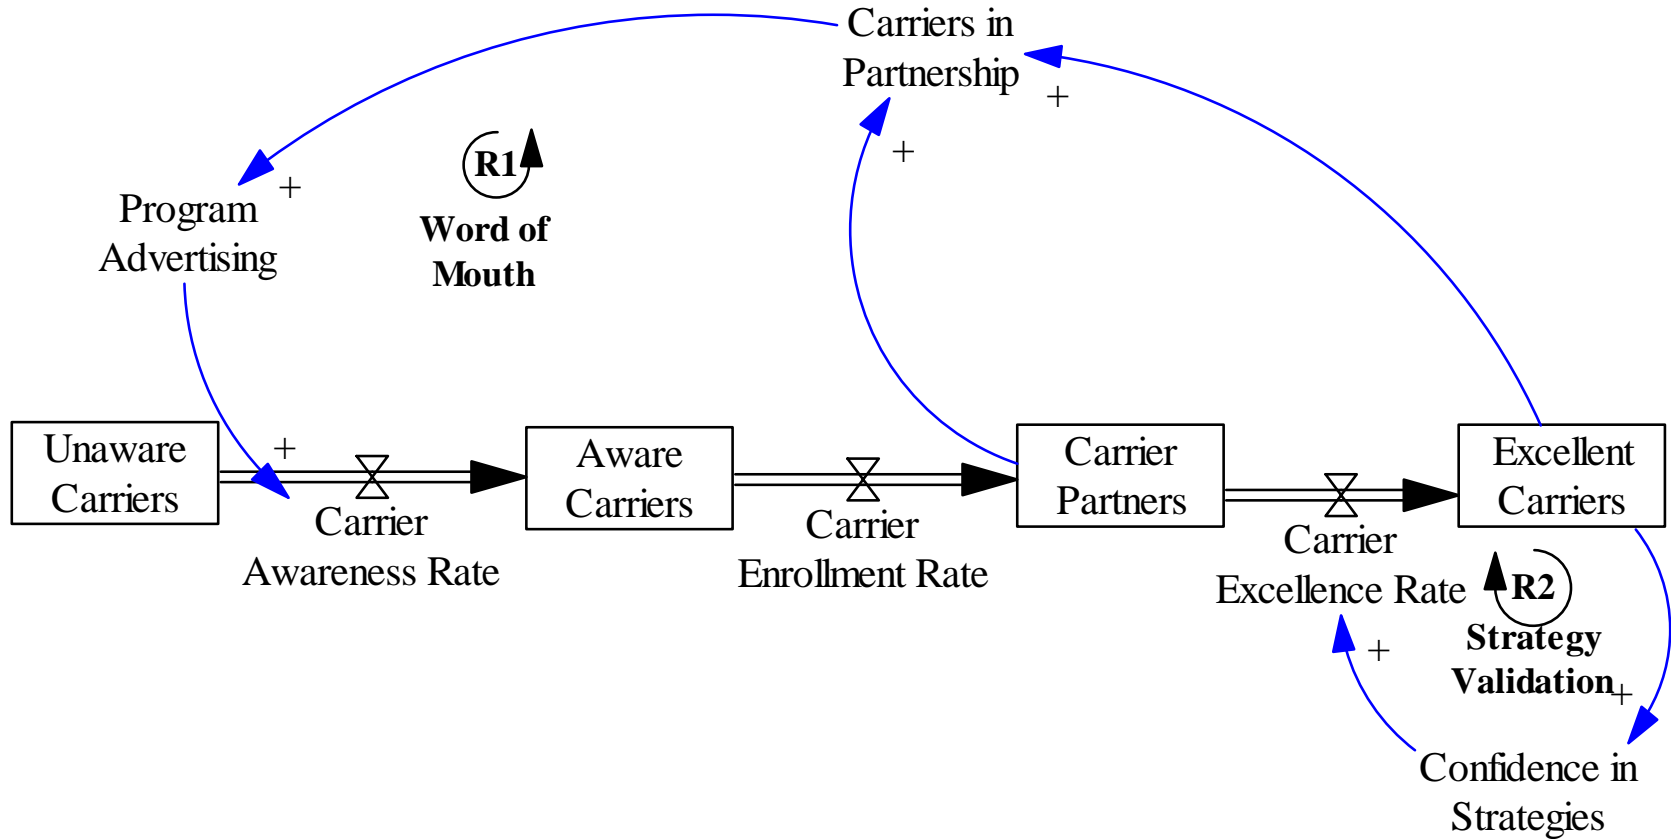 Carriers in
Partnership
+
+
R1
Word of
Mouth
+
Program
Advertising
+
Unaware
Carriers
Carrier
Awareness Rate
Aware
Carriers
Carrier
Enrollment Rate
Carrier
Partners
Carrier
Excellence Rate
Excellent
Carriers
R2
Strategy
Validation
+
+
Confidence in
Strategies